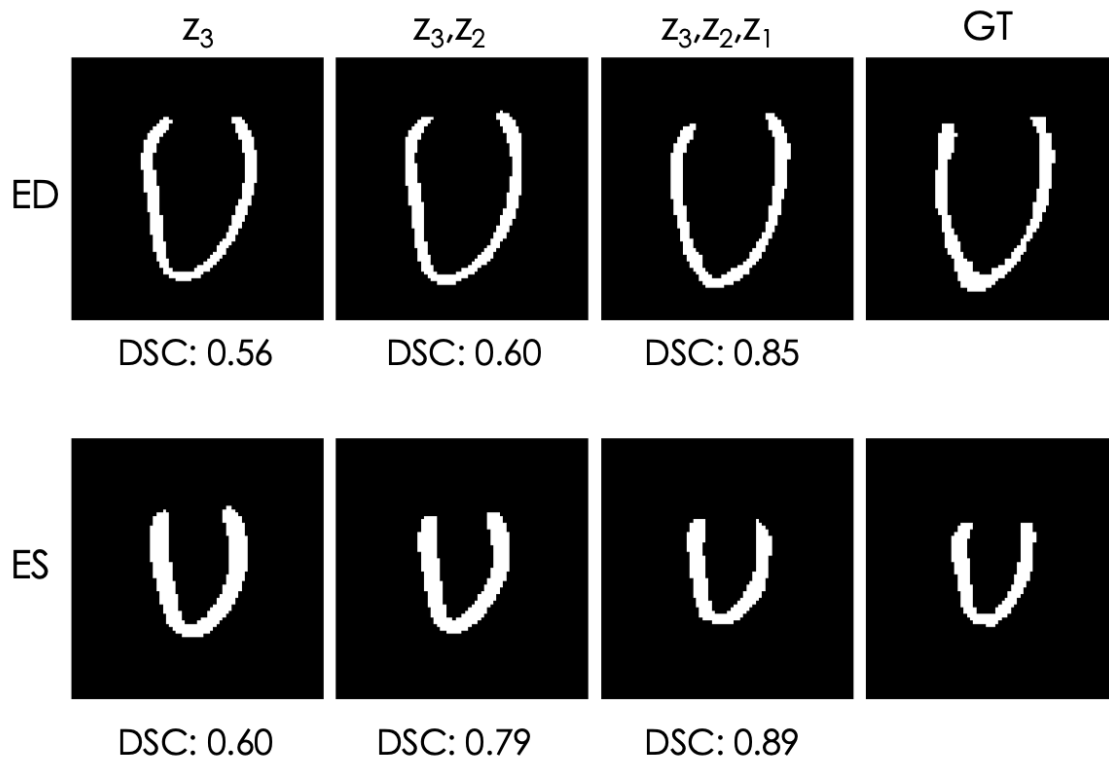 z₃ z₃,z₂ z₃,z₂,z₁ GT
ED
DSC: 0.56 DSC: 0.60 DSC: 0.85
ES
DSC: 0.60 DSC: 0.79 DSC: 0.89